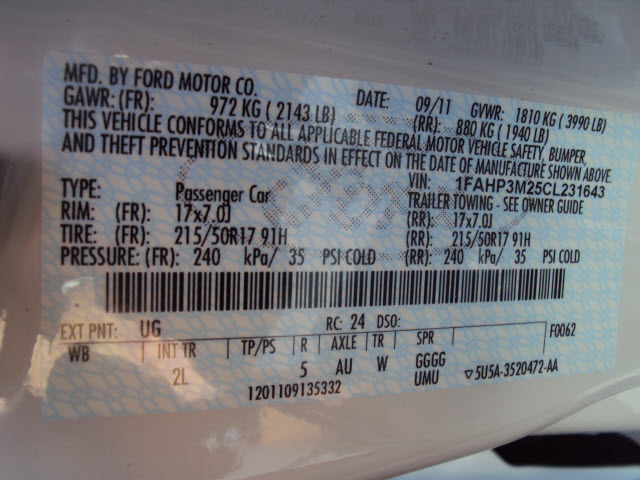 MFD. BY FORD MOTOR CO.
DATE: 09/11 GVWR: 1810 KG ( 3990 LB)
GAWR: (FR): 972 KG ( 2143 LB) (RR): 880 KG ( 1940 LB)
THIS VEHICLE CONFORMS TO ALL APPLICABLE FEDERAL MOTOR VEHICLE SAFETY, BUMPER,
AND THEFT PREVENTION STANDARDS IN EFFECT ON THE DATE OF MANUFACTURE SHOWN ABOVE.
VIN: 1FAHP3M25CL231643
TYPE: Passenger Car TRAILER TOWING - SEE OWNER GUIDE
RIM: (FR): 17x7.0J (RR): 17x7.0J
TIRE: (FR): 215/50R17 91H (RR): 215/50R17 91H
PRESSURE: (FR): 240 kPa/ 35 PSI COLD (RR): 240 kPa/ 35 PSI COLD
EXT PNT: UG RC: 24 DSO: F0062
WB INT TR TP/PS R AXLE TR SPR
2L 5 AU W GGGG
UMU ▽5U5A-3520472-AA
1201109135332